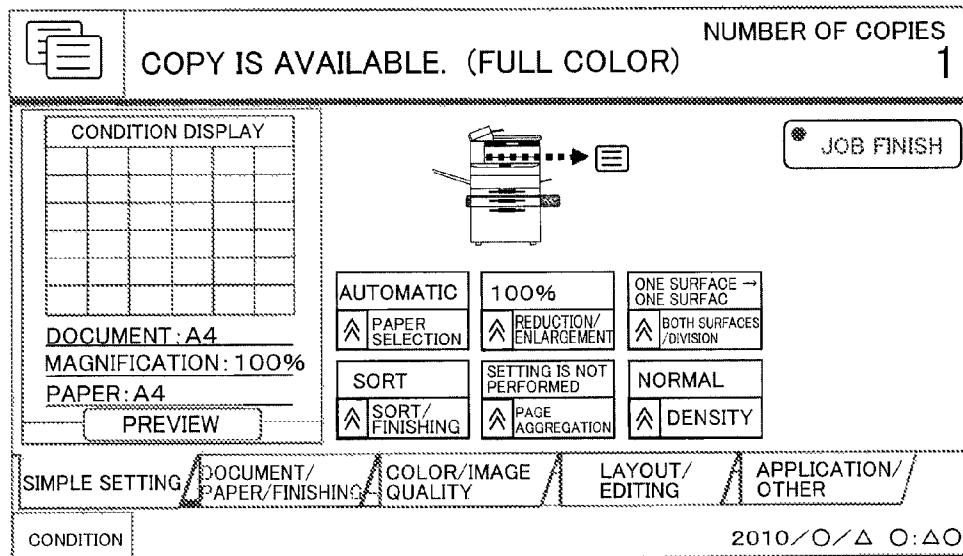 NUMBER OF COPIES
COPY IS AVAILABLE. (FULL COLOR)
1
CONDITION DISPLAY
JOB FINISH
DOCUMENT:A4
MAGNIFICATION:100%
PAPER:A4
PREVIEW
AUTOMATIC
PAPER
SELECTION
100%
REDUCTION/
ENLARGEMENT
ONE SURFACE →
ONE SURFAC
BOTH SURFACES
/DIVISION
SORT
SORT/
FINISHING
SETTING IS NOT
PERFORMED
PAGE
AGGREGATION
NORMAL
DENSITY
SIMPLE SETTING
DOCUMENT/
PAPER/FINISHING
COLOR/IMAGE
QUALITY
LAYOUT/
EDITING
APPLICATION/
OTHER
CONDITION
2010/○/△ ○:△○